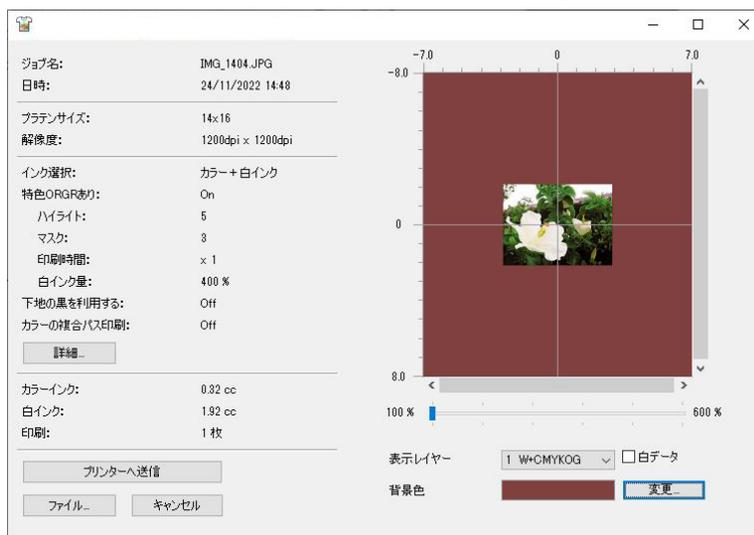 ジョブ名: IMG_1404.JPG
日時: 24/11/2022 14:48
プラテンサイズ: 14x16
解像度: 1200dpi x 1200dpi
インク選択: カラー+白インク
特色ORGRあり: On
ハイライト: 5
マスク: 3
印刷時間: x 1
白インク量: 400 %
下地の黒を利用する: Off
カラーの複合パス印刷: Off
詳細...
カラーインク: 0.32 cc
白インク: 1.92 cc
印刷: 1 枚
プリンターへ送信
ファイル... キャンセル
-7.0 0 7.0
-8.0
0
8.0
100 % 600 %
表示レイヤー 1 W+CMYKOG 白データ
背景色 変更...